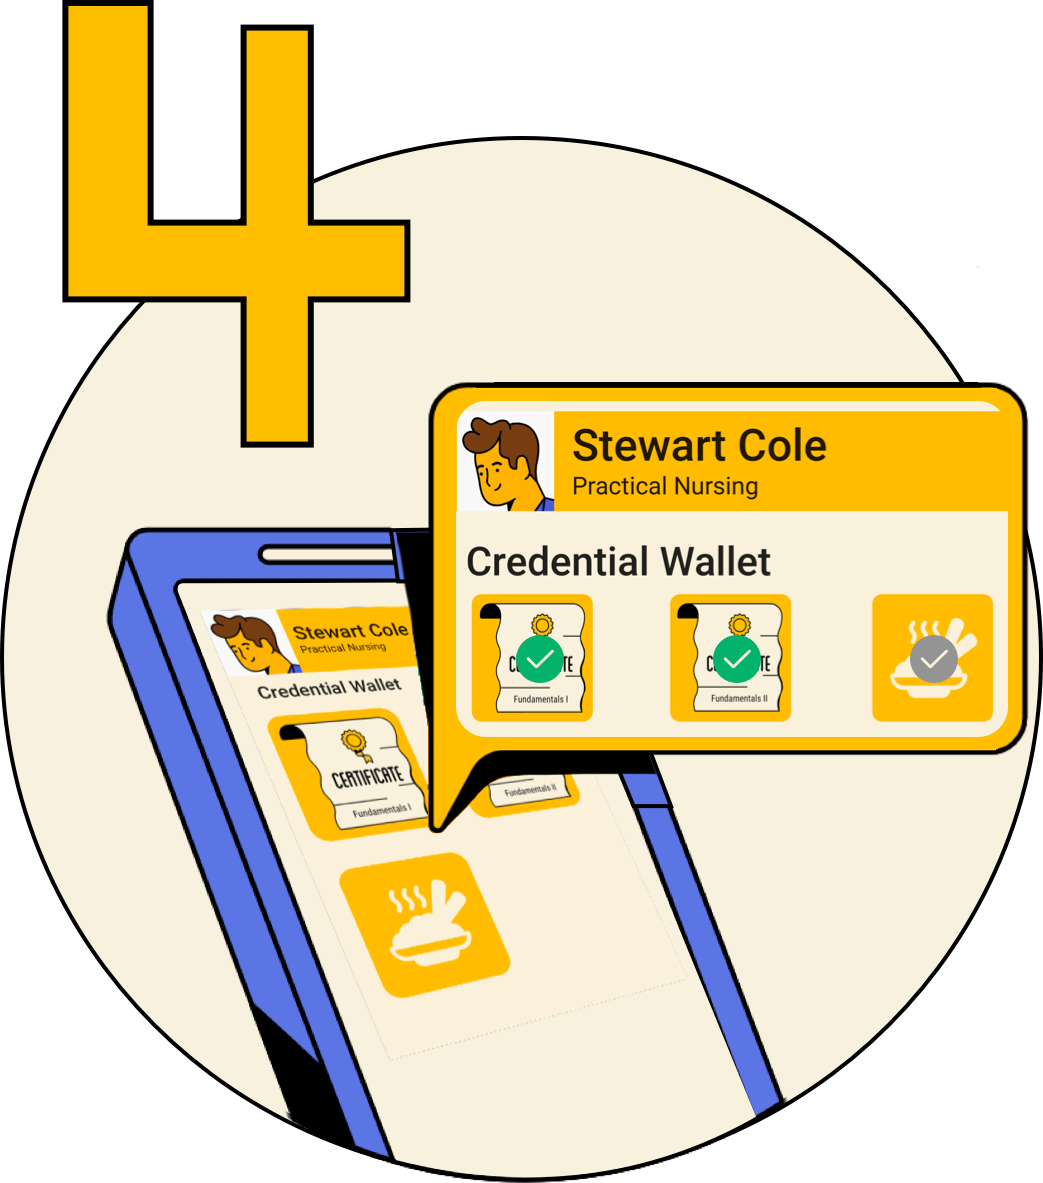 4
Stewart Cole
Practical Nursing
Credential Wallet
Fundamentals I
Fundamentals II
Stewart Cole
Practical Nursing
Credential Wallet
CERTIFICATE
Fundamentals I
Fundamentals II